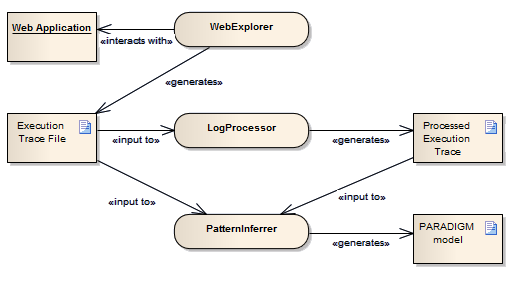 Web Application
WebExplorer
«interacts with»
«generates»
Execution
Trace File
«input to»
LogProcessor
«generates»
Processed
Execution
Trace
«input to»
«input to»
PatternInferrer
«generates»
PARADIGM
model